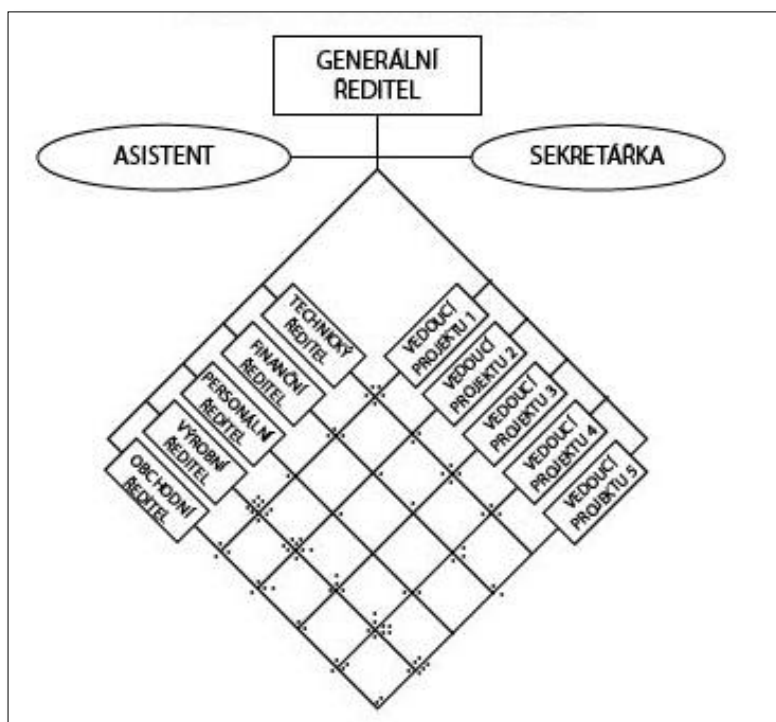 GENERÁLNÍ
ŘEDITEL
ASISTENT
SEKRETÁŘKA
TECHNICKÝ
ŘEDITEL
FINANČNÍ
ŘEDITEL
PERSONÁLNÍ
ŘEDITEL
VÝROBNÍ
ŘEDITEL
OBCHODNÍ
ŘEDITEL
VEDOUCÍ
PROJEKTU 1
VEDOUCÍ
PROJEKTU 2
VEDOUCÍ
PROJEKTU 3
VEDOUCÍ
PROJEKTU 4
VEDOUCÍ
PROJEKTU 5